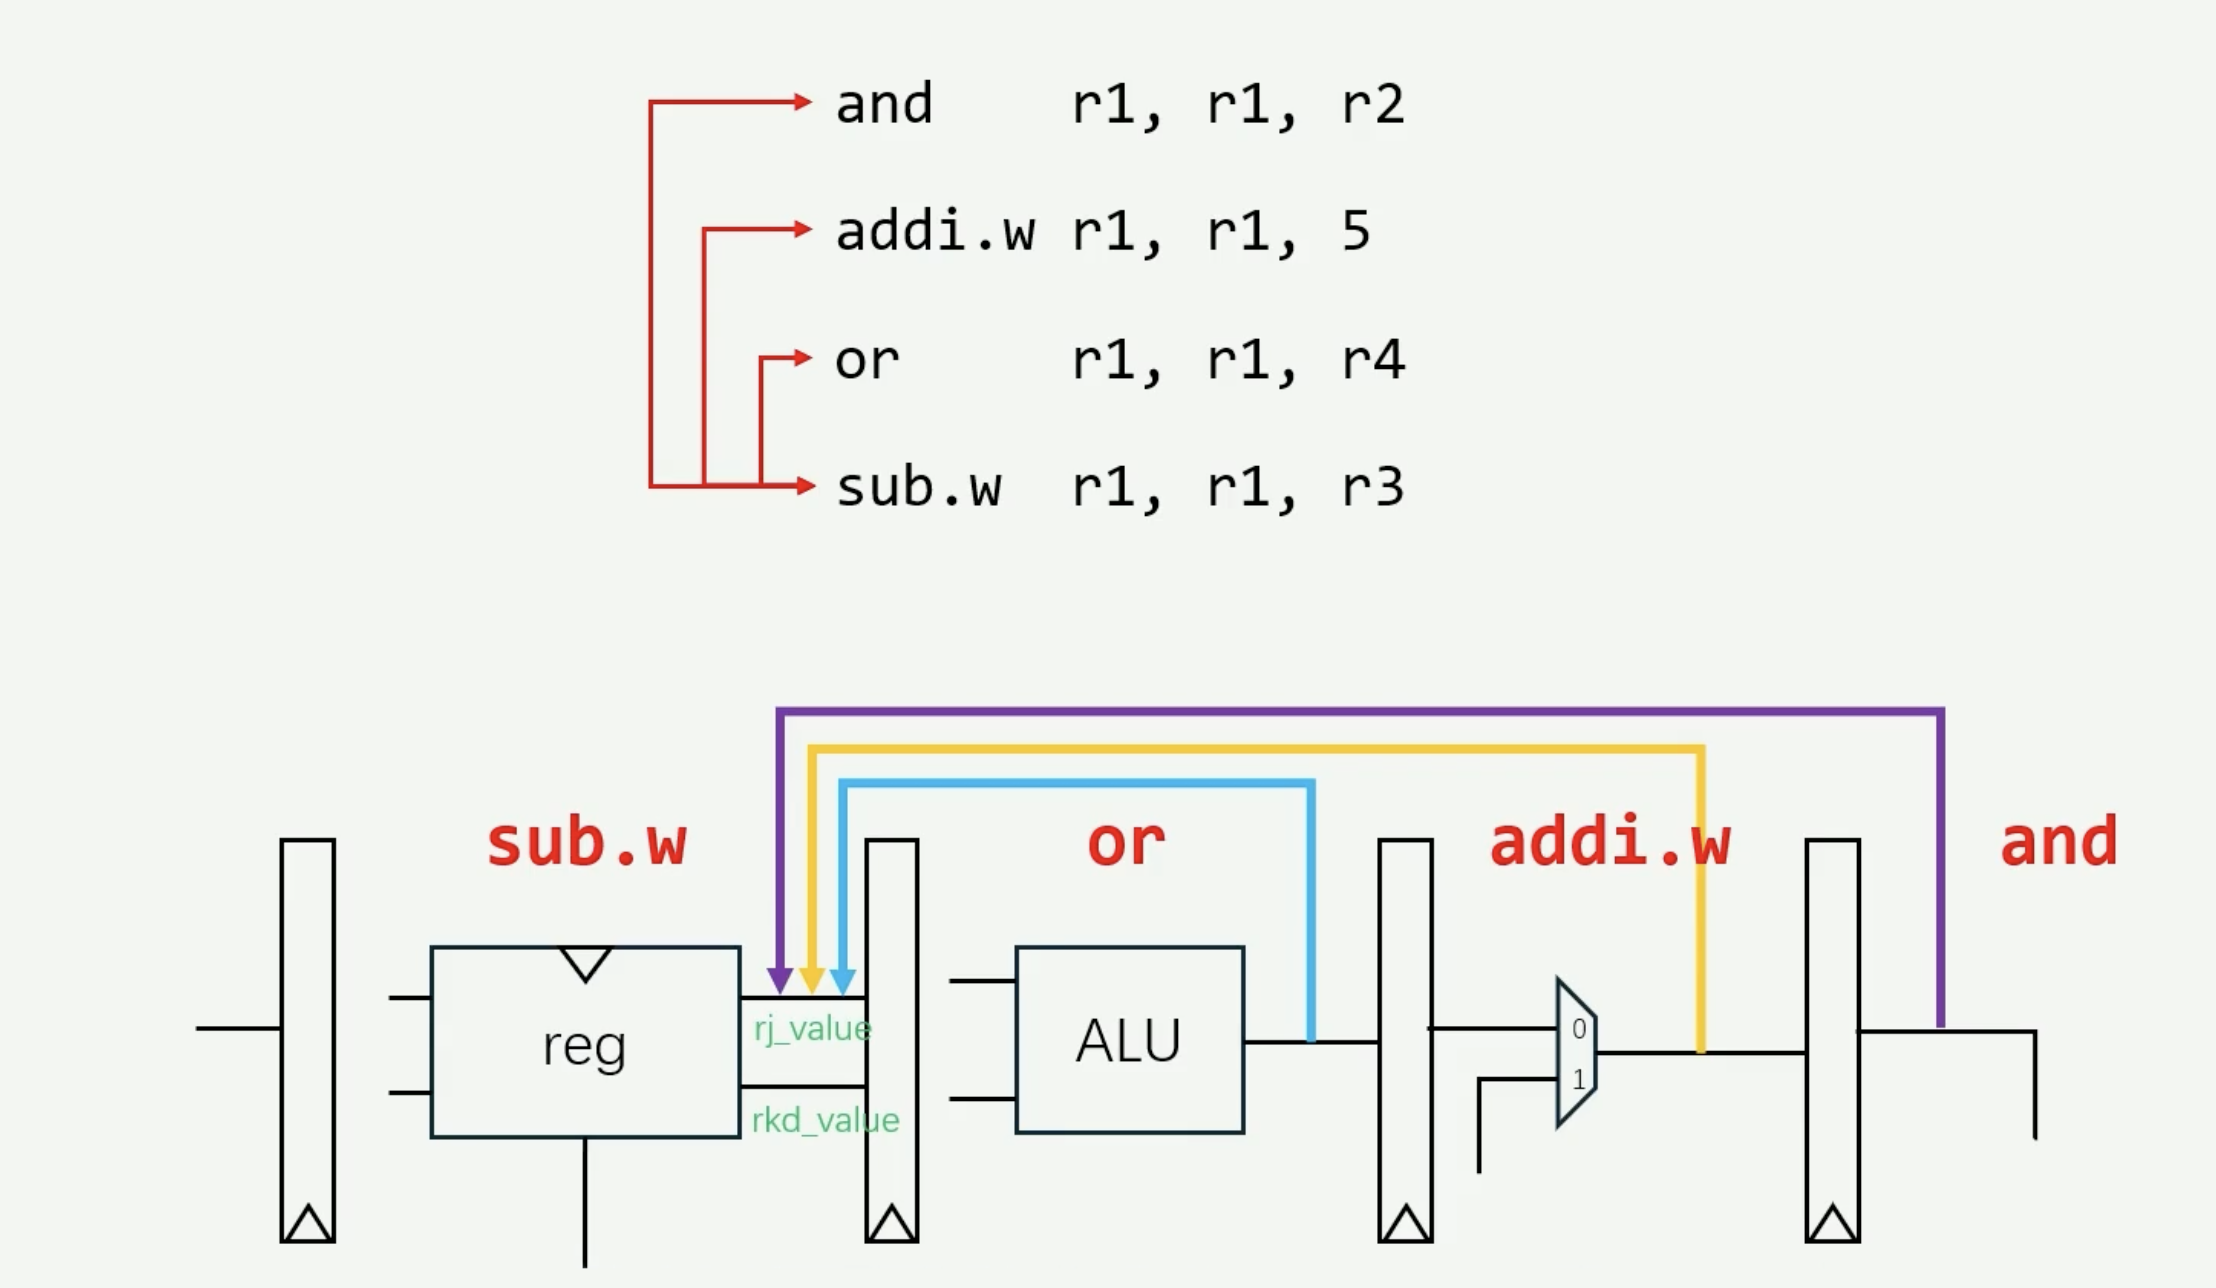 and r1, r1, r2
addi.w r1, r1, 5
or r1, r1, r4
sub.w r1, r1, r3
sub.w or addi.w and
reg
rj_value
rkd_value
ALU
0
1